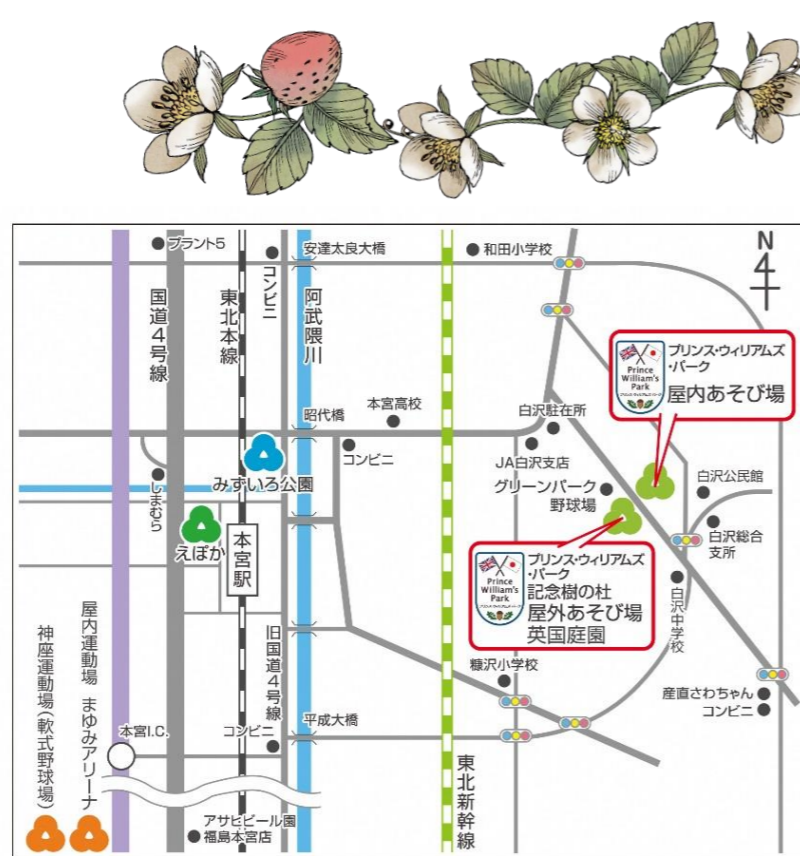 プラント5
コンビニ
安達太良大橋
和田小学校
N
国道4号線
東北本線
阿武隈川
Prince
William's
Park
プリンス・ウィリアムズ
・パーク
屋内あそび場
昭代橋
本宮高校
白沢駐在所
コンビニ
JA白沢支店
みずいろ公園
しまむら
グリーンパーク
野球場
白沢公民館
えぽか
本宮駅
白沢総合
支所
Prince
William's
Park
プリンス・ウィリアムズ
・パーク
記念樹の杜
屋外あそび場
英国庭園
白沢中学校
屋内運動場 まゆみアリーナ
神座運動場(軟式野球場)
旧国道4号線
糠沢小学校
産直さわちゃん
コンビニ
本宮I.C.
コンビニ
平成大橋
東北新幹線
アサヒビール園
福島本宮店